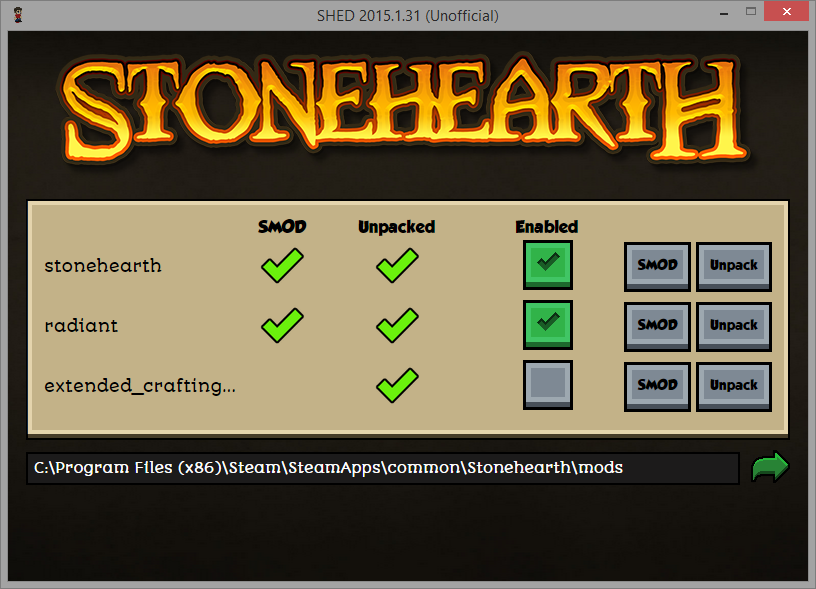 SHED 2015.1.31 (Unofficial)
STONEHEARTH
SMOD Unpacked Enabled
stonehearth SMOD Unpack
radiant SMOD Unpack
extended_crafting... SMOD Unpack
C:\Program Files (x86)\Steam\SteamApps\common\Stonehearth\mods